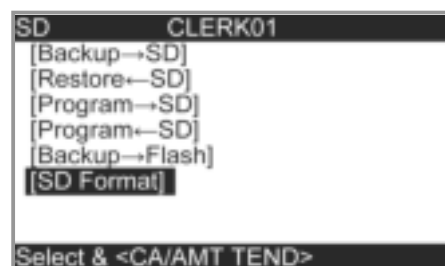 SD CLERK01
[Backup→SD]
[Restore←SD]
[Program→SD]
[Program←SD]
[Backup→Flash]
[SD Format]
Select & <CA/AMT TEND>